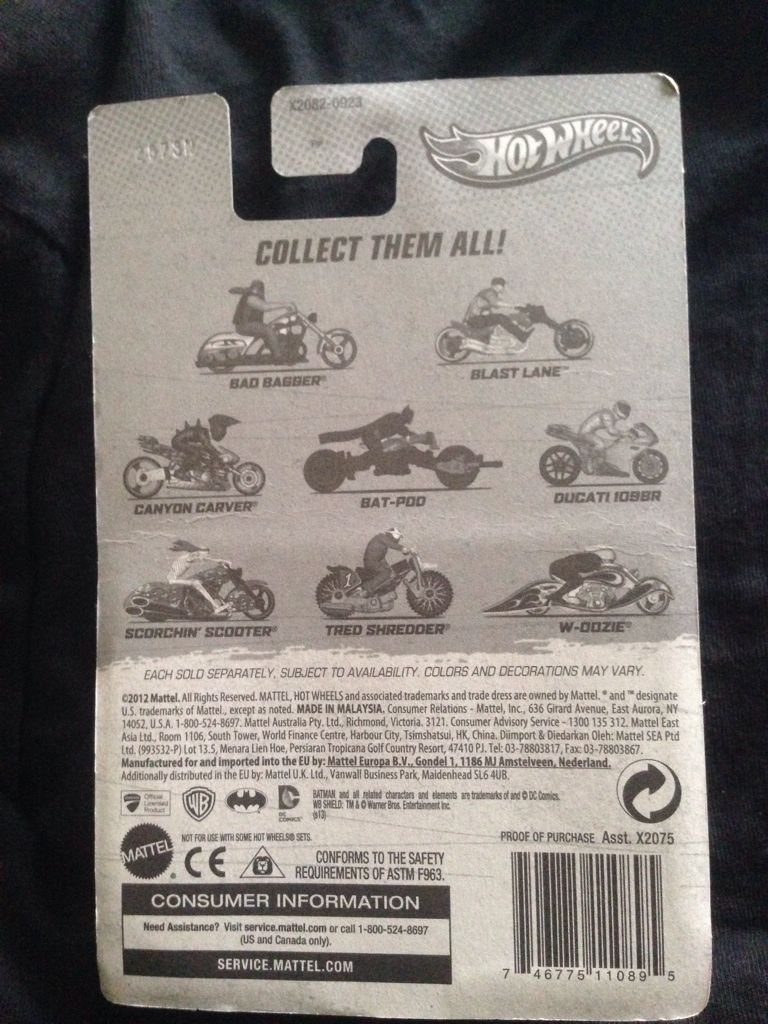 X2082-0923
HOT WHEELS
COLLECT THEM ALL!
BAD BAGGER®
BLAST LANE™
CANYON CARVER®
BAT-POD
DUCATI 1098R
SCORCHIN' SCOOTER®
TRED SHREDDER®
W-OOZIE®
EACH SOLD SEPARATELY, SUBJECT TO AVAILABILITY. COLORS AND DECORATIONS MAY VARY.
©2012 Mattel. All Rights Reserved. MATTEL, HOT WHEELS and associated trademarks and trade dress are owned by Mattel. ® and ™ designate
U.S. trademarks of Mattel., except as noted. MADE IN MALAYSIA. Consumer Relations - Mattel, Inc., 636 Girard Avenue, East Aurora, NY
14052, U.S.A. 1-800-524-8697. Mattel Australia Pty. Ltd., Richmond, Victoria. 3121. Consumer Advisory Service - 1300 135 312. Mattel East
Asia Ltd., Room 1106, South Tower, World Finance Centre, Harbour City, Tsimshatsui, HK, China. Diimport & Diedarkan Oleh: Mattel SEA Ptd
Ltd. (993532-P) Lot 13.5, Menara Lien Hoe, Persiaran Tropicana Golf Country Resort, 47410 PJ. Tel: 03-78803817, Fax: 03-78803867.
Manufactured for and imported into the EU by: Mattel Europa B.V., Gondel 1, 1186 MJ Amstelveen, Nederland.
Additionally distributed in the EU by: Mattel U.K. Ltd., Vanwall Business Park, Maidenhead SL6 4UB.
Official
Licensed
Product
WB
DC
COMICS
BATMAN and all related characters and elements are trademarks of and © DC Comics.
WB SHIELD: TM & © Warner Bros. Entertainment Inc.
(s13)
NOT FOR USE WITH SOME HOT WHEELS® SETS.
PROOF OF PURCHASE Asst. X2075
MATTEL
CE
CONFORMS TO THE SAFETY
REQUIREMENTS OF ASTM F963.
CONSUMER INFORMATION
Need Assistance? Visit service.mattel.com or call 1-800-524-8697
(US and Canada only).
SERVICE.MATTEL.COM
7 46775 11089 5